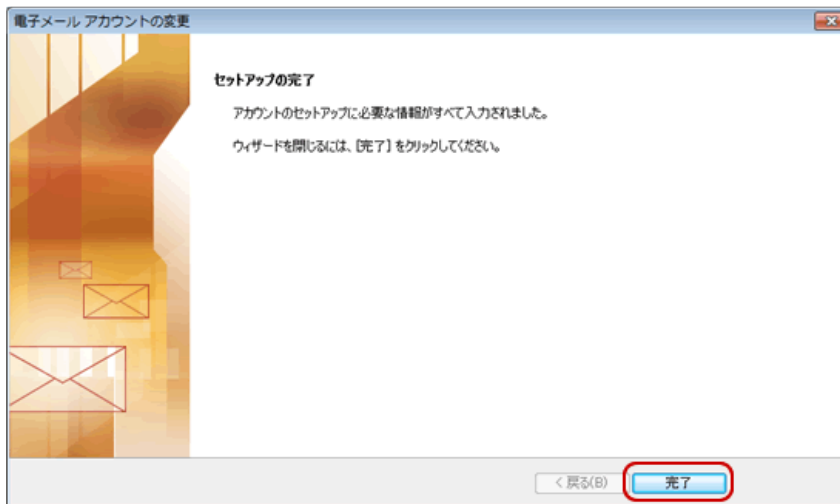 電子メール アカウントの変更
セットアップの完了
アカウントのセットアップに必要な情報がすべて入力されました。
ウィザードを閉じるには、[完了] をクリックしてください。
< 戻る(B)
完了